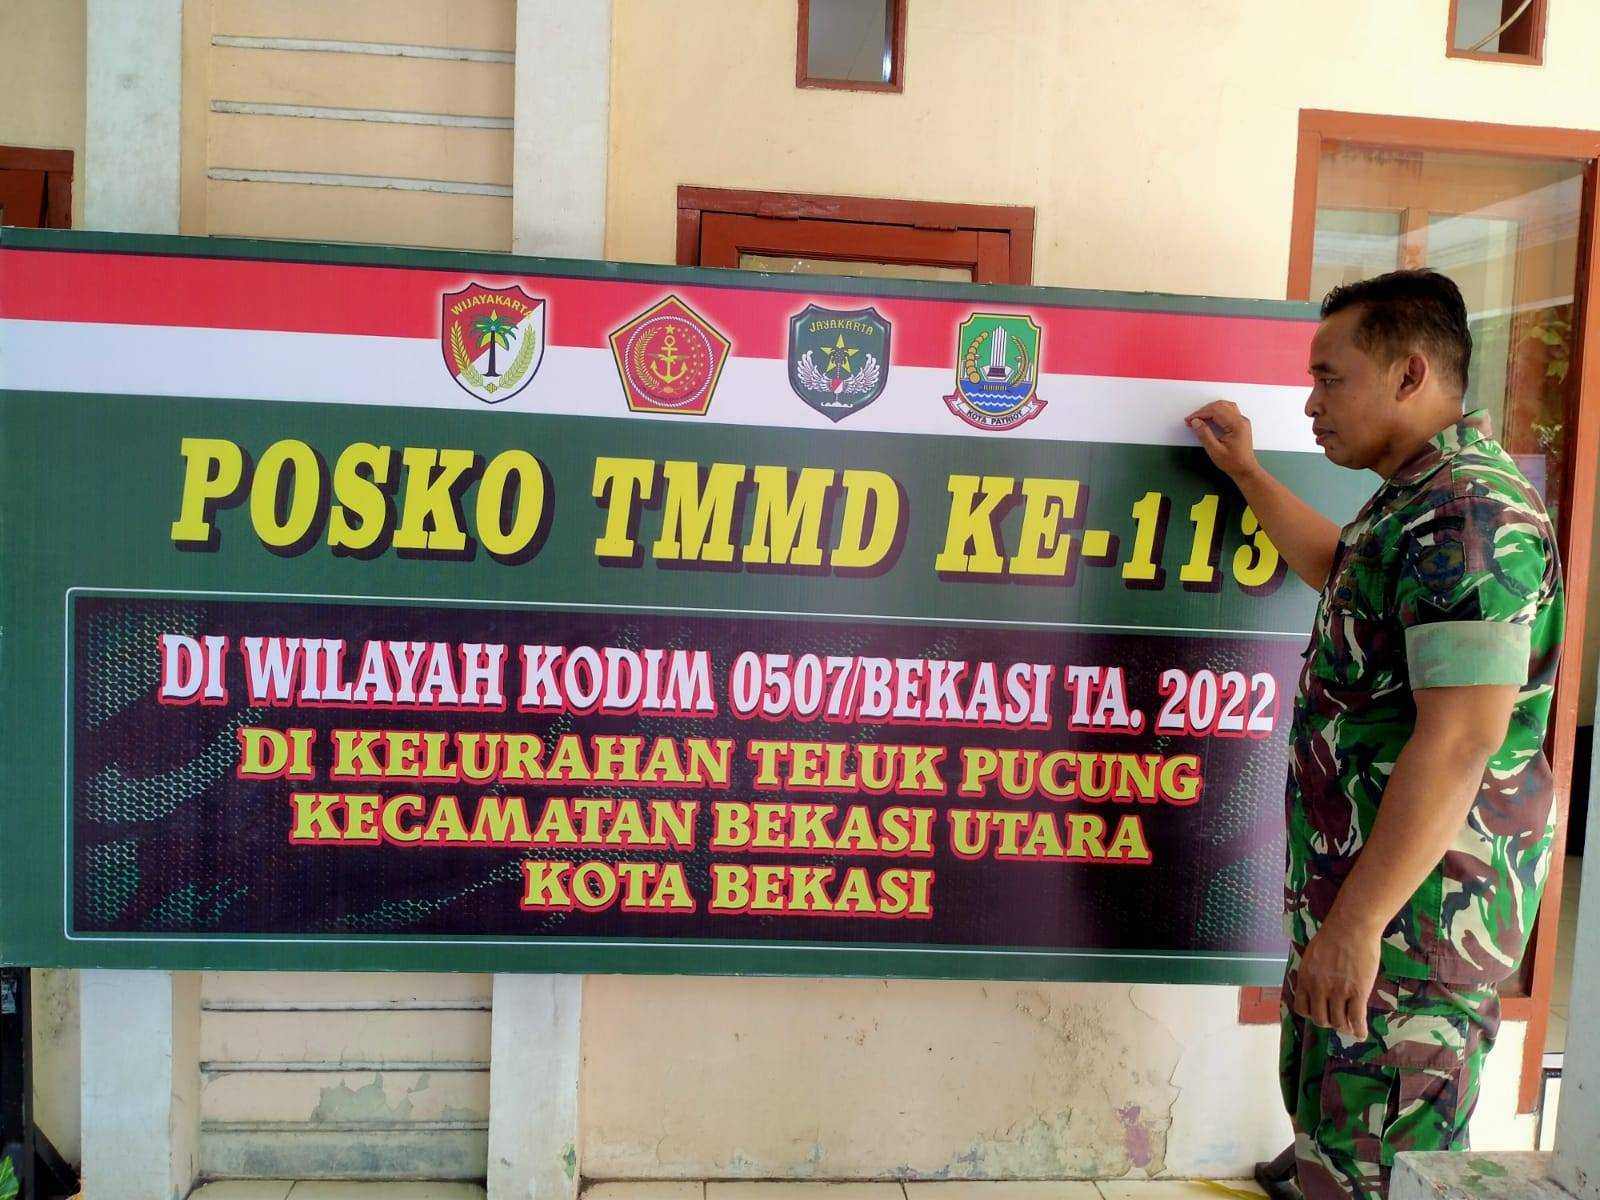 WIJAYAKARTA
JAYAKARTA
KOTA PATRIOT
POSKO TMMD KE-113
DI WILAYAH KODIM 0507/BEKASI TA. 2022
DI KELURAHAN TELUK PUCUNG
KECAMATAN BEKASI UTARA
KOTA BEKASI